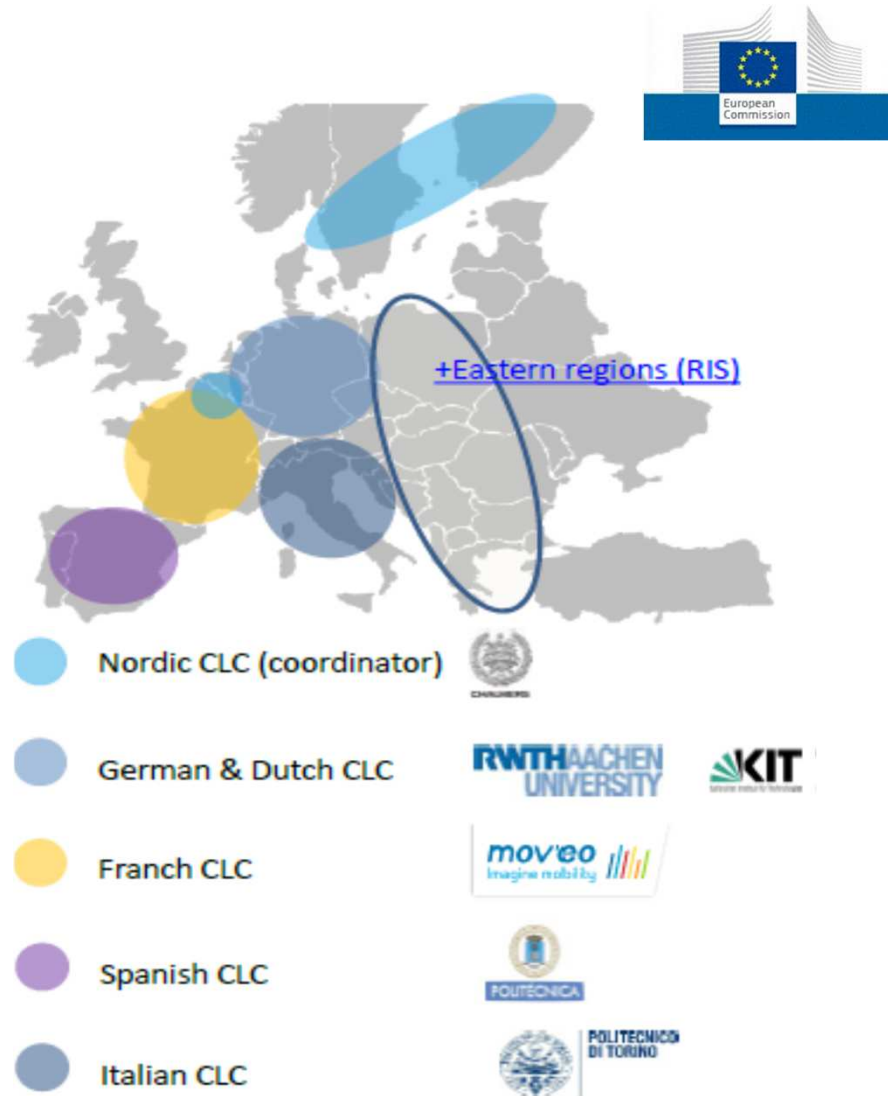 European
Commission
+Eastern regions (RIS)
Nordic CLC (coordinator)
CHALMERS
German & Dutch CLC
RWTHAACHEN
UNIVERSITY
KIT
Franch CLC
mov'eo
Imagine mobility
Spanish CLC
POLITÉCNICA
Italian CLC
POLITECNICO
DI TORINO